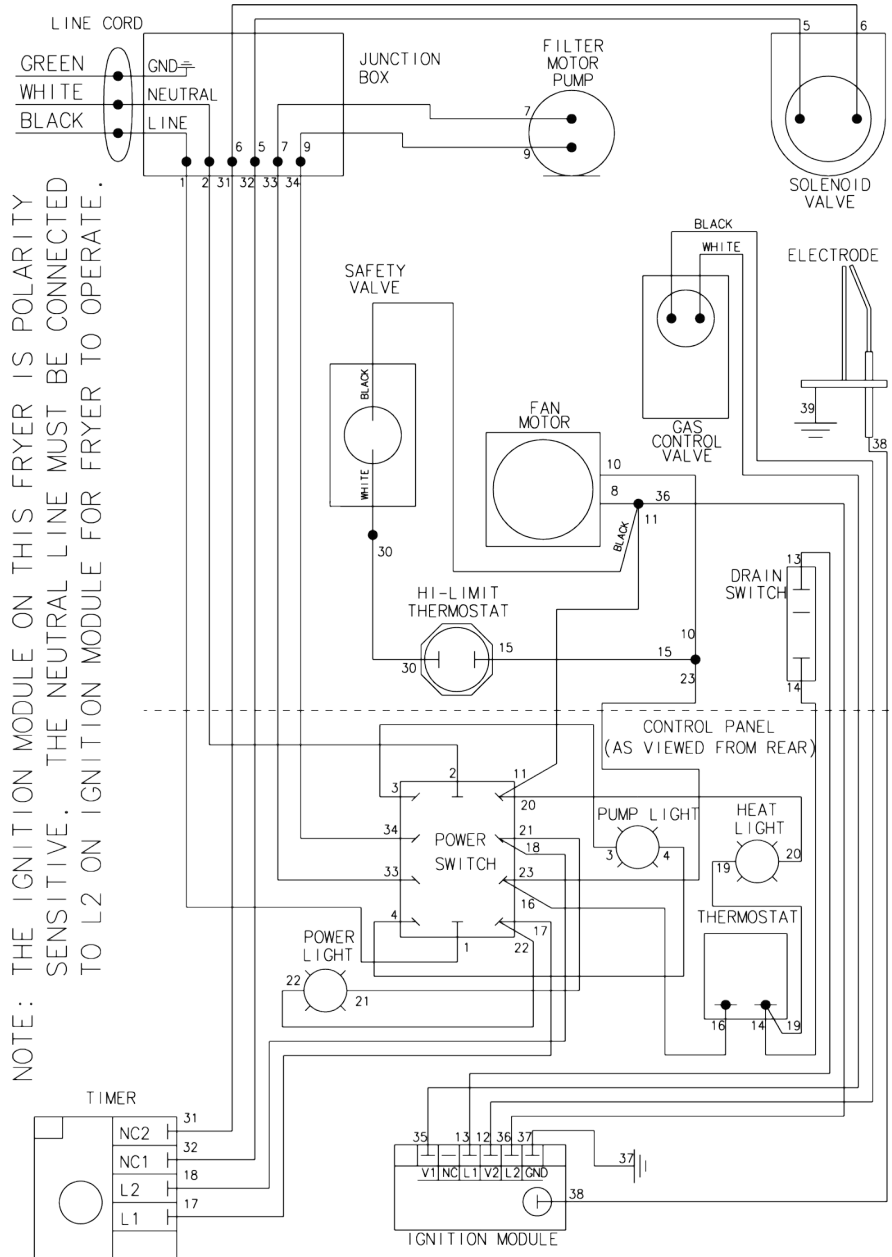 LINE CORD
GREEN
WHITE
BLACK
GND
NEUTRAL
LINE
JUNCTION
BOX
6 5 7 9
1 2 31 32 33 34
FILTER
MOTOR
PUMP
7
9
5 6
SOLENOID
VALVE
NOTE: THE IGNITION MODULE ON THIS FRYER IS POLARITY
SENSITIVE. THE NEUTRAL LINE MUST BE CONNECTED
TO L2 ON IGNITION MODULE FOR FRYER TO OPERATE.
SAFETY
VALVE
BLACK
WHITE
30
BLACK
WHITE
GAS
CONTROL
VALVE
ELECTRODE
39
38
FAN
MOTOR
10
8
36
11
BLACK
HI-LIMIT
THERMOSTAT
30
15
15
10
23
DRAIN
SWITCH
13
14
CONTROL PANEL
(AS VIEWED FROM REAR)
POWER
SWITCH
3
2
11
20
34
21
18
33
23
16
4
1
17
22
PUMP LIGHT
3 4
HEAT
LIGHT
19
20
THERMOSTAT
16 14 19
POWER
LIGHT
22
21
TIMER
NC2
31
NC1
32
L2
18
L1
17
35 13 12 36 37
V1 NC L1 V2 L2 GND
37
38
IGNITION MODULE